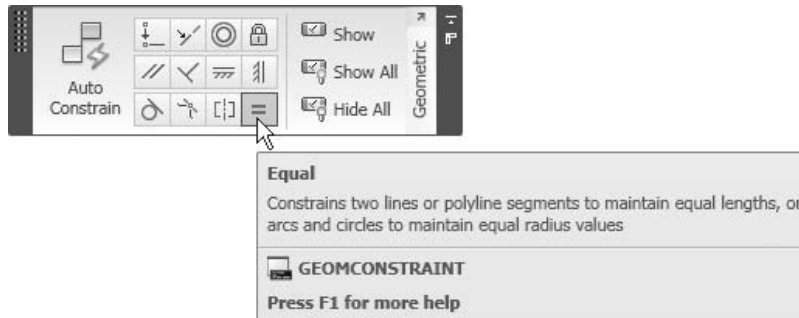 Auto
Constrain
Show
Show All
Hide All
Geometric
Equal
Constrains two lines or polyline segments to maintain equal lengths, or
arcs and circles to maintain equal radius values
GEOMCONSTRAINT
Press F1 for more help